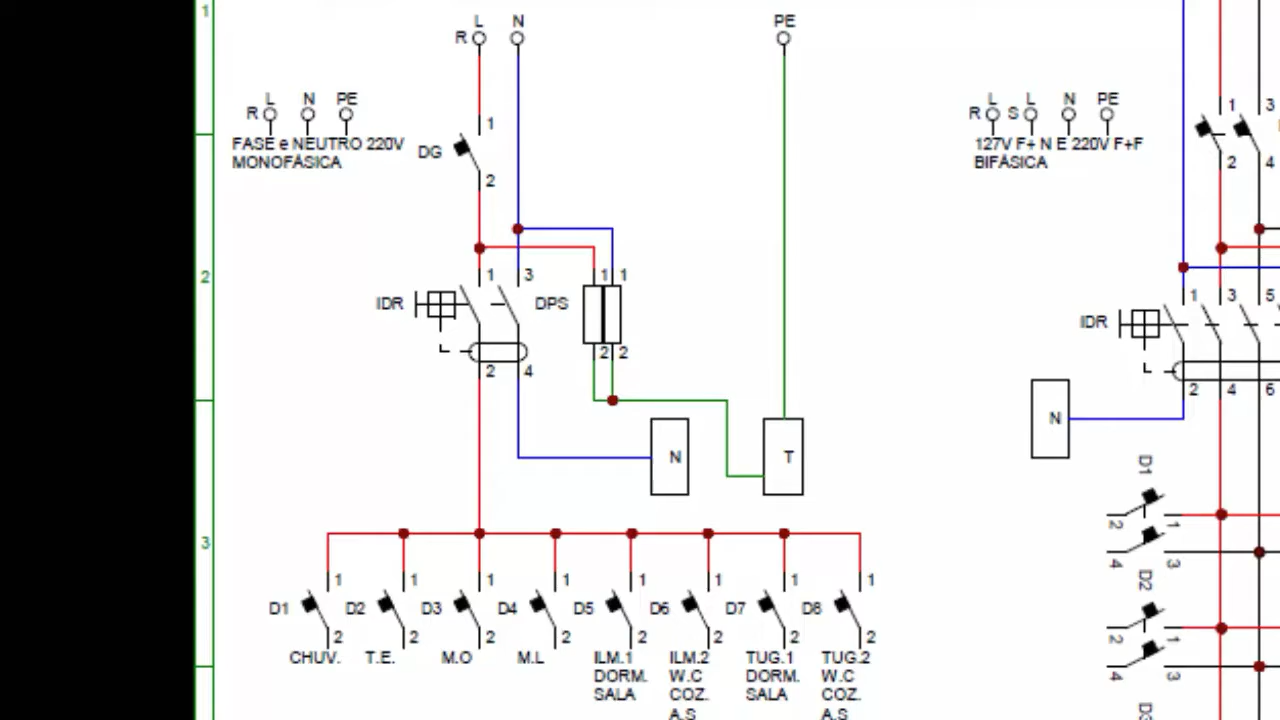 1
2
3
L N PE
R
L N PE
R
FASE e NEUTRO 220V
MONOFÁSICA
1
DG
2
1 3
IDR
DPS
1 1
2 2
2 4
N
T
1 1 1 1 1 1 1 1
D1 D2 D3 D4 D5 D6 D7 D8
2 2 2 2 2 2 2 2
CHUV. T.E. M.O M.L
ILM.1
DORM.
SALA
ILM.2
W.C
COZ.
A.S
TUG.1
DORM.
SALA
TUG.2
W.C
COZ.
A.S
L L N PE
R S
127V F+ N E 220V F+F
BIFÁSICA
1 3
2 4
IDR
1 3 5
2 4 6
N
D1
2 1
4 3
D2
2 1
4 3